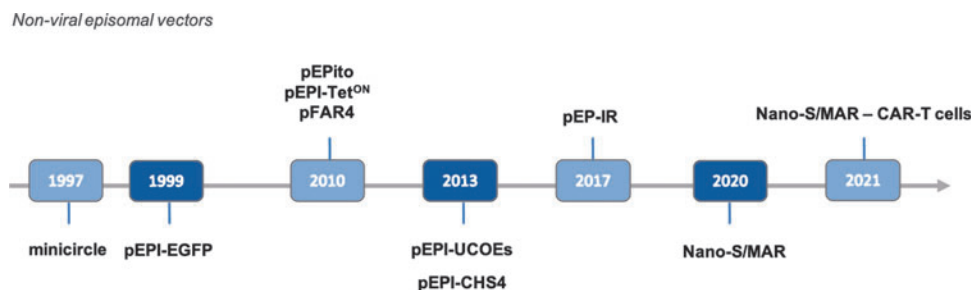 Non-viral episomal vectors
pEPito
pEPI-Tet^ON
pFAR4
pEP-IR
Nano-S/MAR – CAR-T cells
1997
1999
2010
2013
2017
2020
2021
minicircle
pEPI-EGFP
pEPI-UCOEs
pEPI-CHS4
Nano-S/MAR